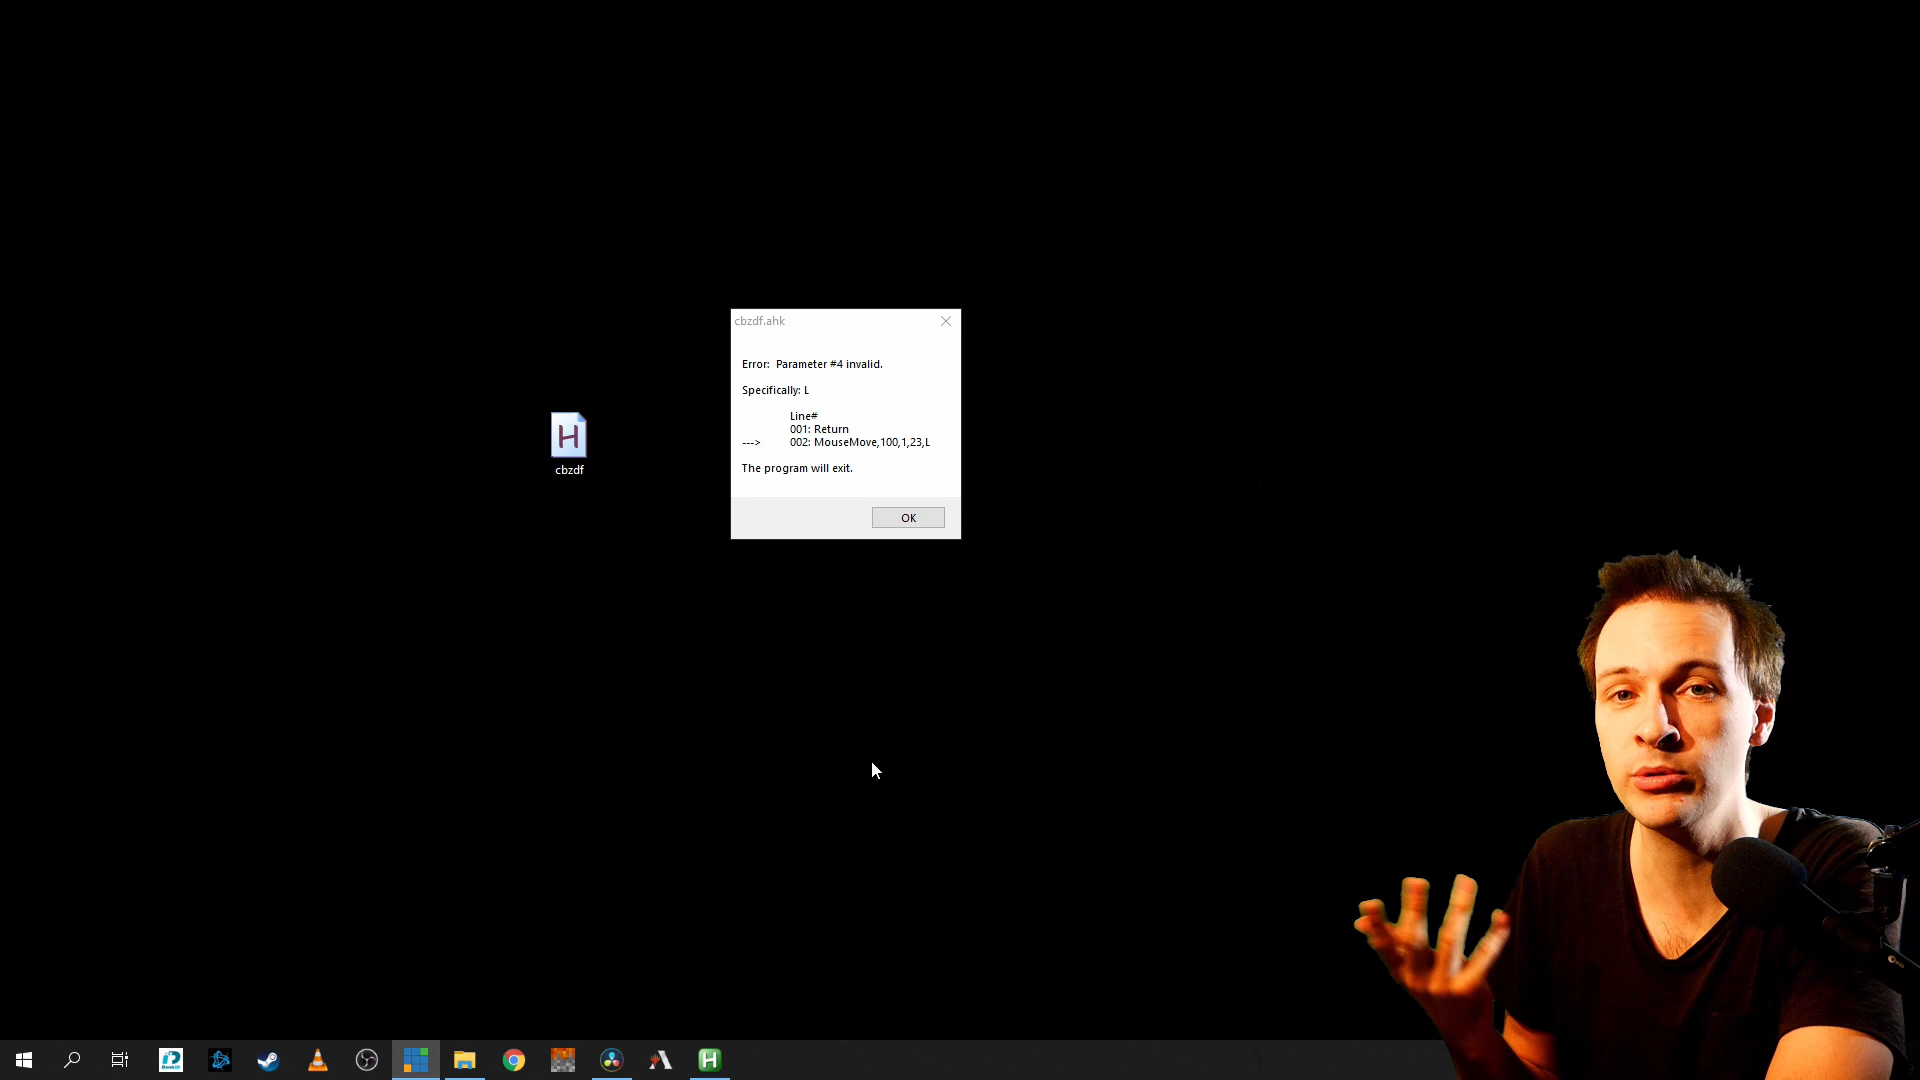 cbzdf.ahk
Error:  Parameter #4 invalid.
Specifically: L
Line#
001: Return
--->  002: MouseMove,100,1,23,L
The program will exit.
OK
cbzdf
BankID